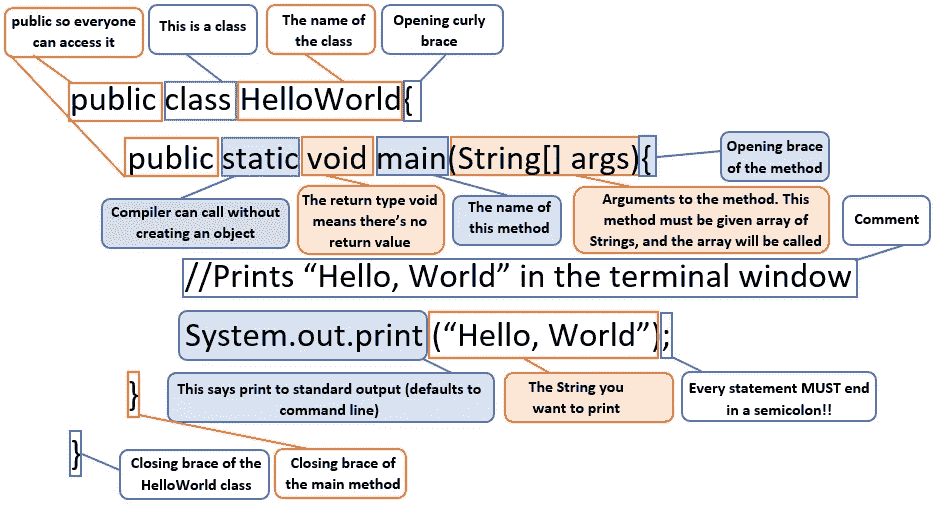 public so everyone
can access it
This is a class
The name of
the class
Opening curly
brace
public class HelloWorld{
public static void main(String[] args){
Opening brace
of the method
Compiler can call without
creating an object
The return type void
means there’s no
return value
The name of
this method
Arguments to the method. This
method must be given array of
Strings, and the array will be called
Comment
//Prints “Hello, World” in the terminal window
System.out.print (“Hello, World”);
}
This says print to standard output (defaults to
command line)
The String you
want to print
Every statement MUST end
in a semicolon!!
}
Closing brace of the
HelloWorld class
Closing brace of
the main method